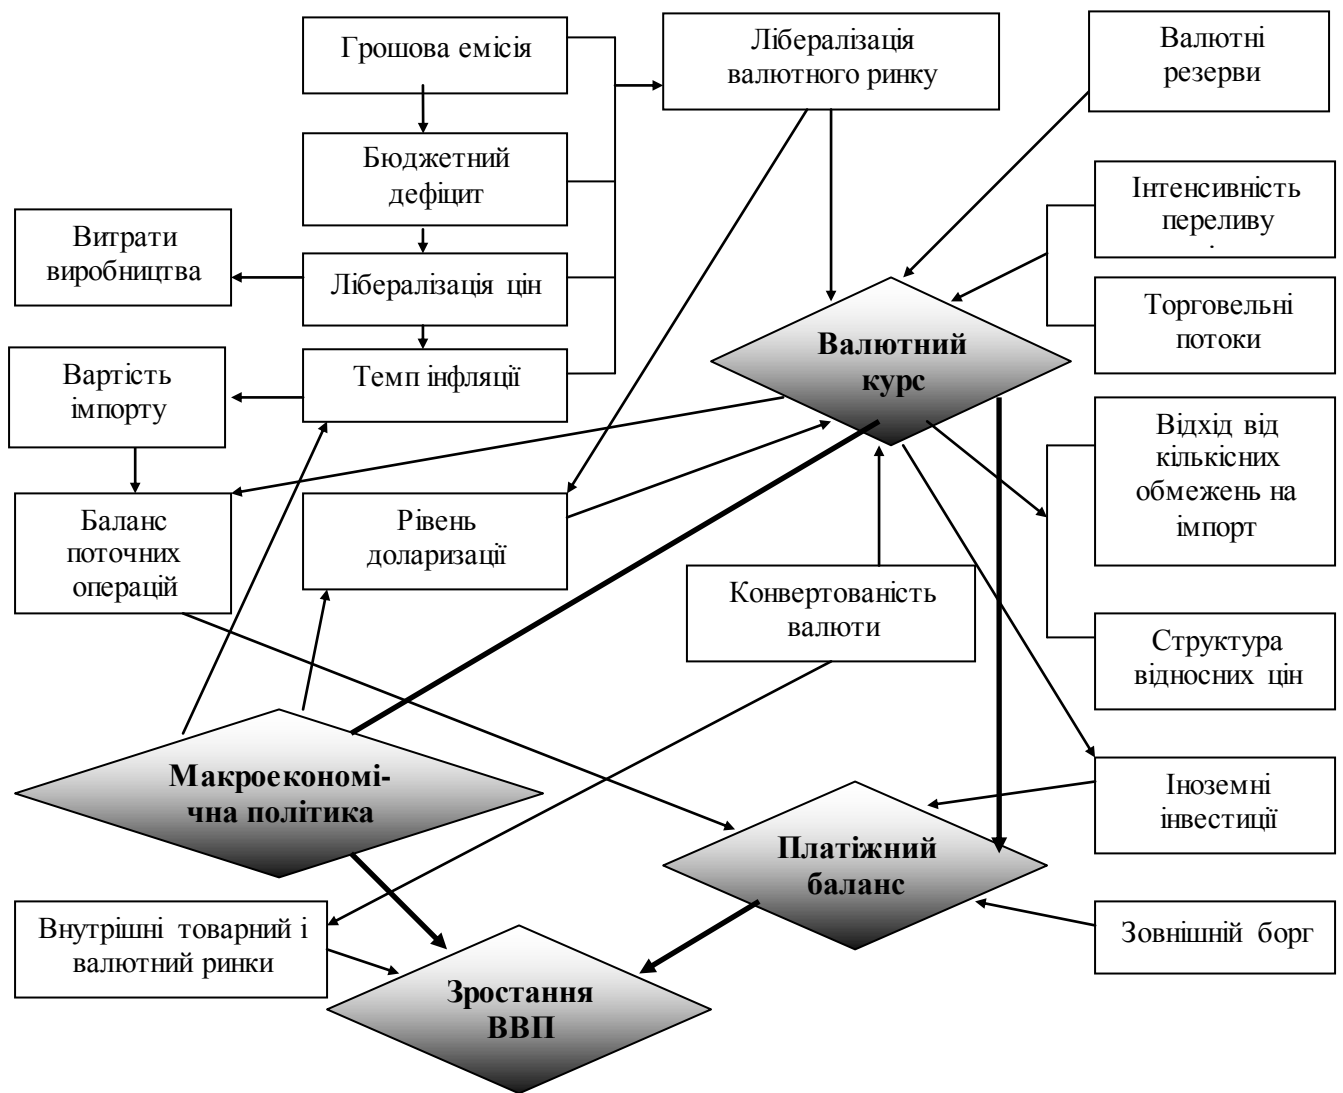 Грошова емісія
Лібералізація
валютного ринку
Валютні
резерви
Бюджетний
дефіцит
Інтенсивність
переливу
Витрати
виробництва
Лібералізація цін
Торговельні
потоки
Валютний
курс
Вартість
імпорту
Темп інфляції
Відхід від
кількісних
обмежень на
імпорт
Баланс
поточних
операцій
Рівень
доларизації
Конвертованість
валюти
Структура
відносних цін
Макроекономі-
чна політика
Іноземні
інвестиції
Платіжний
баланс
Внутрішні товарний і
валютний ринки
Зовнішній борг
Зростання
ВВП